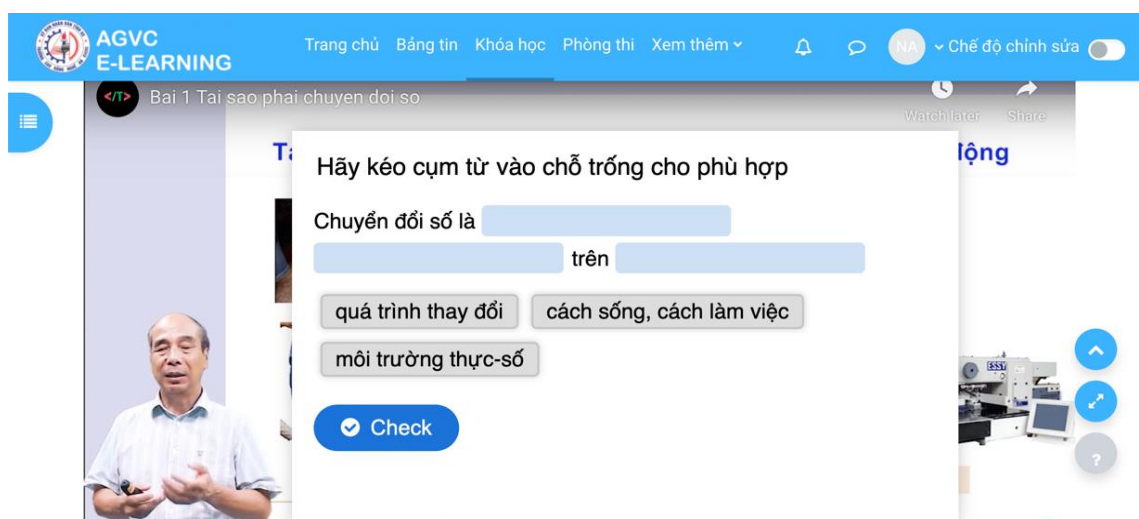 AGVC
E-LEARNING
Trang chủ Bảng tin Khóa học Phòng thi Xem thêm
NA
Chế độ chỉnh sửa
</T> Bai 1 Tai sao phai chuyen doi so
Watch later Share
Hãy kéo cụm từ vào chỗ trống cho phù hợp
Chuyển đổi số là
trên
quá trình thay đổi cách sống, cách làm việc
môi trường thực-số
Check
ESSY
?